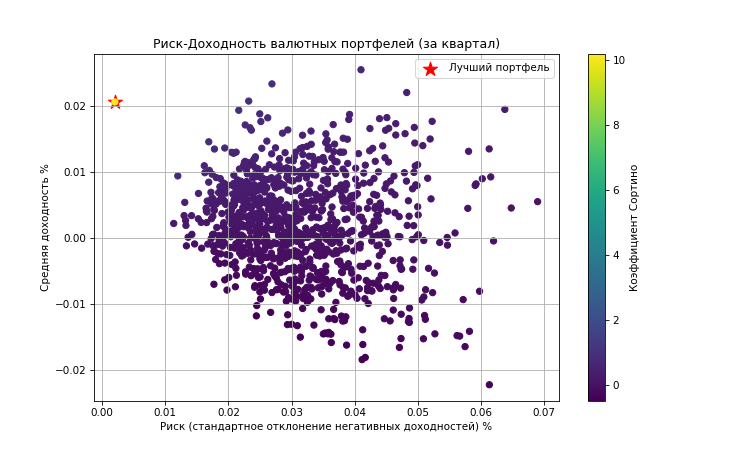 Риск-Доходность валютных портфелей (за квартал)
Лучший портфель
Средняя доходность %
0.02
0.01
0.00
−0.01
−0.02
0.00 0.01 0.02 0.03 0.04 0.05 0.06 0.07
Риск (стандартное отклонение негативных доходностей) %
10
8
6
4
2
0
Коэффициент Сортино